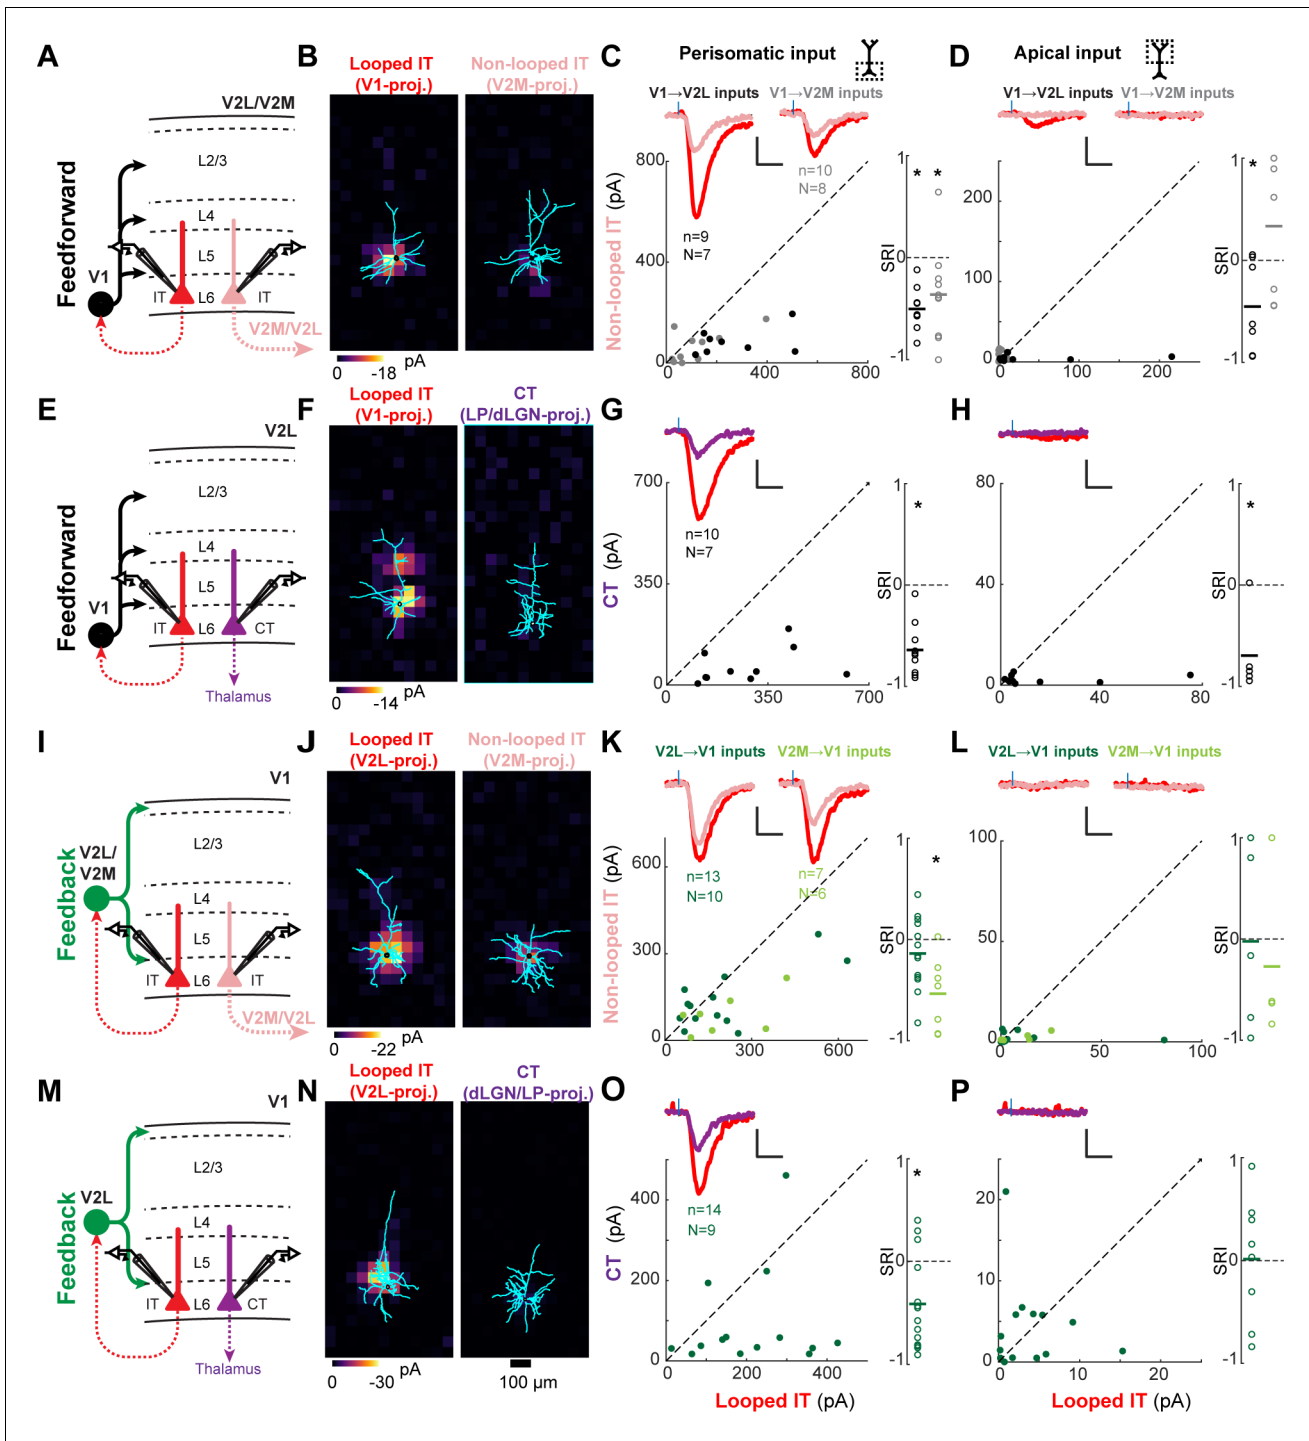 A
V2L/V2M
L2/3
L4
L5
L6
V1
IT
IT
Feedforward
V2M/V2L
B
Looped IT
(V1-proj.)
Non-looped IT
(V2M-proj.)
0 -18 pA
C
Perisomatic input
V1→V2L inputs
V1→V2M inputs
n=9
N=7
n=10
N=8
Non-looped IT (pA)
800
400
0
0 400 800
SRI
1
0
-1
* *
D
Apical input
V1→V2L inputs
V1→V2M inputs
200
100
0
0 100 200
SRI
1
0
-1
*
E
V2L
L2/3
L4
L5
L6
V1
IT
CT
Feedforward
Thalamus
F
Looped IT
(V1-proj.)
CT
(LP/dLGN-proj.)
0 -14 pA
G
n=10
N=7
CT (pA)
700
350
0
0 350 700
SRI
1
0
-1
*
H
80
40
0
0 40 80
SRI
1
0
-1
*
I
V1
L2/3
L4
L5
L6
V2L/
V2M
IT
IT
Feedback
V2M/V2L
J
Looped IT
(V2L-proj.)
Non-looped IT
(V2M-proj.)
0 -22 pA
K
V2L→V1 inputs
V2M→V1 inputs
n=13
N=10
n=7
N=6
Non-looped IT (pA)
600
300
0
0 300 600
SRI
1
0
-1
*
L
V2L→V1 inputs
V2M→V1 inputs
100
50
0
0 50 100
SRI
1
0
-1
M
V1
L2/3
L4
L5
L6
V2L
IT
CT
Feedback
Thalamus
N
Looped IT
(V2L-proj.)
CT
(dLGN/LP-proj.)
0 -30 pA
100 µm
O
n=14
N=9
CT (pA)
400
200
0
0 200 400
Looped IT (pA)
SRI
1
0
-1
*
P
20
10
0
0 10 20
Looped IT (pA)
SRI
1
0
-1